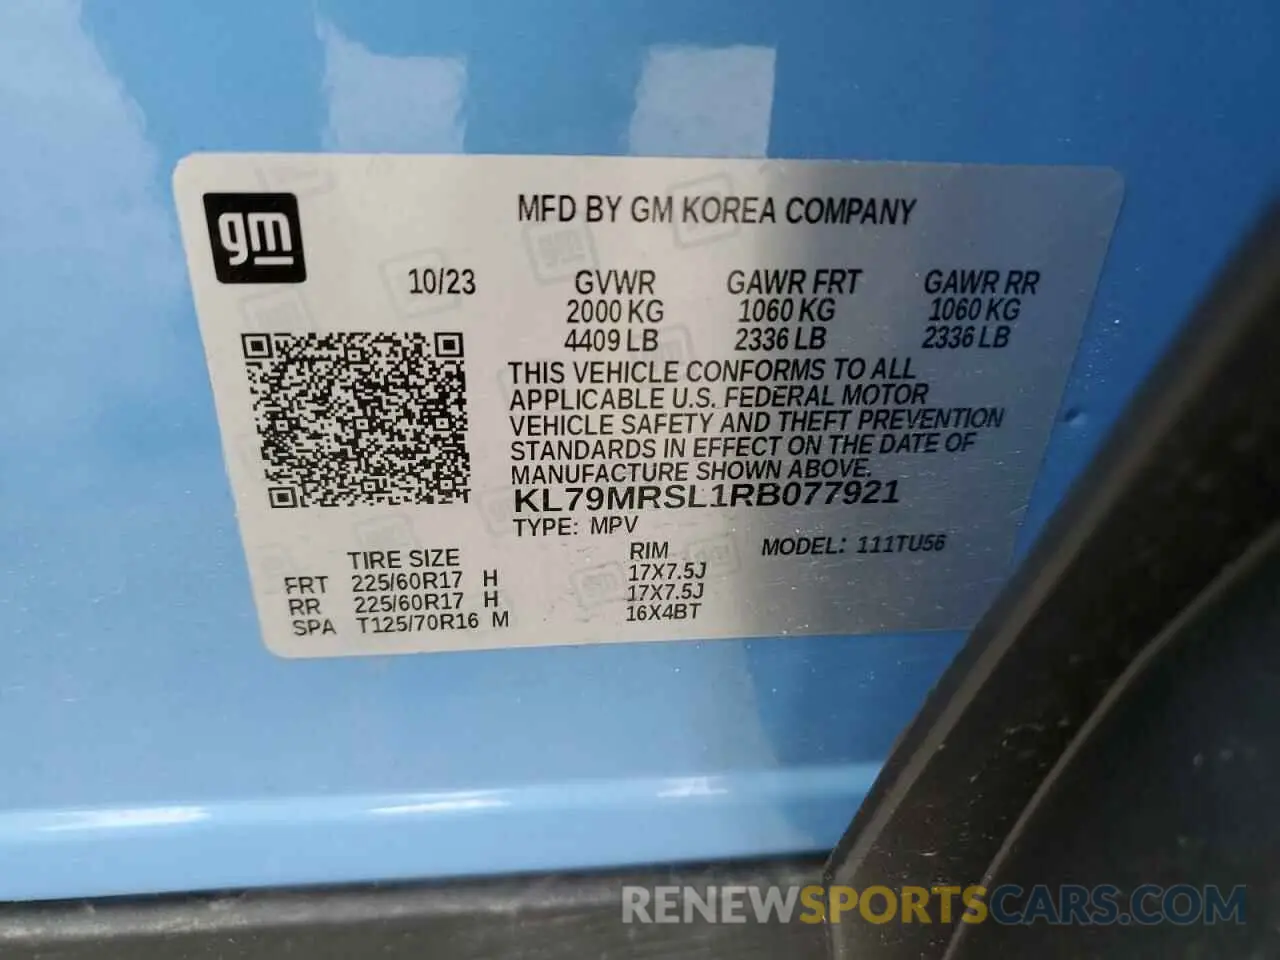 gm
MFD BY GM KOREA COMPANY
10/23 GVWR GAWR FRT GAWR RR
2000 KG 1060 KG 1060 KG
4409 LB 2336 LB 2336 LB
THIS VEHICLE CONFORMS TO ALL
APPLICABLE U.S. FEDERAL MOTOR
VEHICLE SAFETY AND THEFT PREVENTION
STANDARDS IN EFFECT ON THE DATE OF
MANUFACTURE SHOWN ABOVE.
KL79MRSL1RB077921
TYPE: MPV
MODEL: 111TU56
TIRE SIZE RIM
FRT 225/60R17 H 17X7.5J
RR 225/60R17 H 17X7.5J
SPA T125/70R16 M 16X4BT
RENEWSPORTSCARS.COM